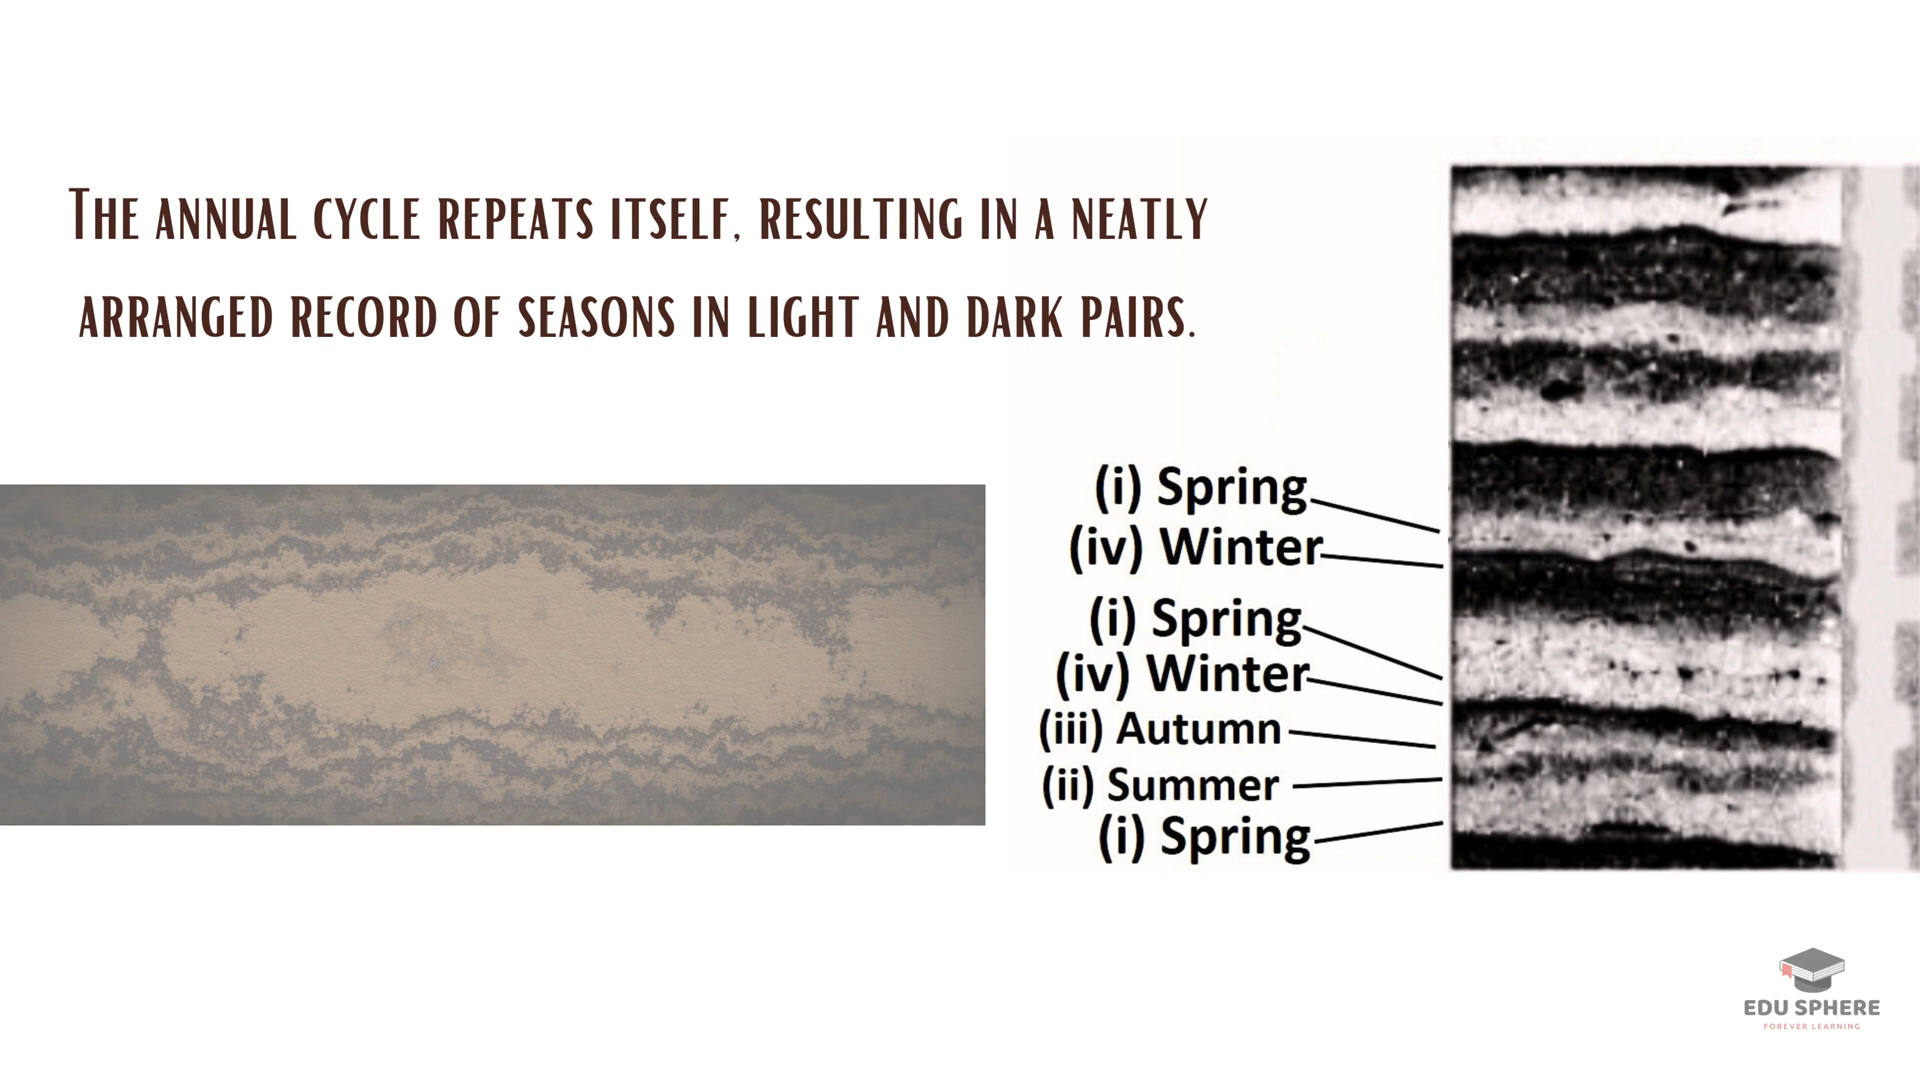 The annual cycle repeats itself, resulting in a neatly
arranged record of seasons in light and dark pairs.
(i) Spring
(iv) Winter
(i) Spring
(iv) Winter
(iii) Autumn
(ii) Summer
(i) Spring
EDU SPHERE
FOREVER LEARNING